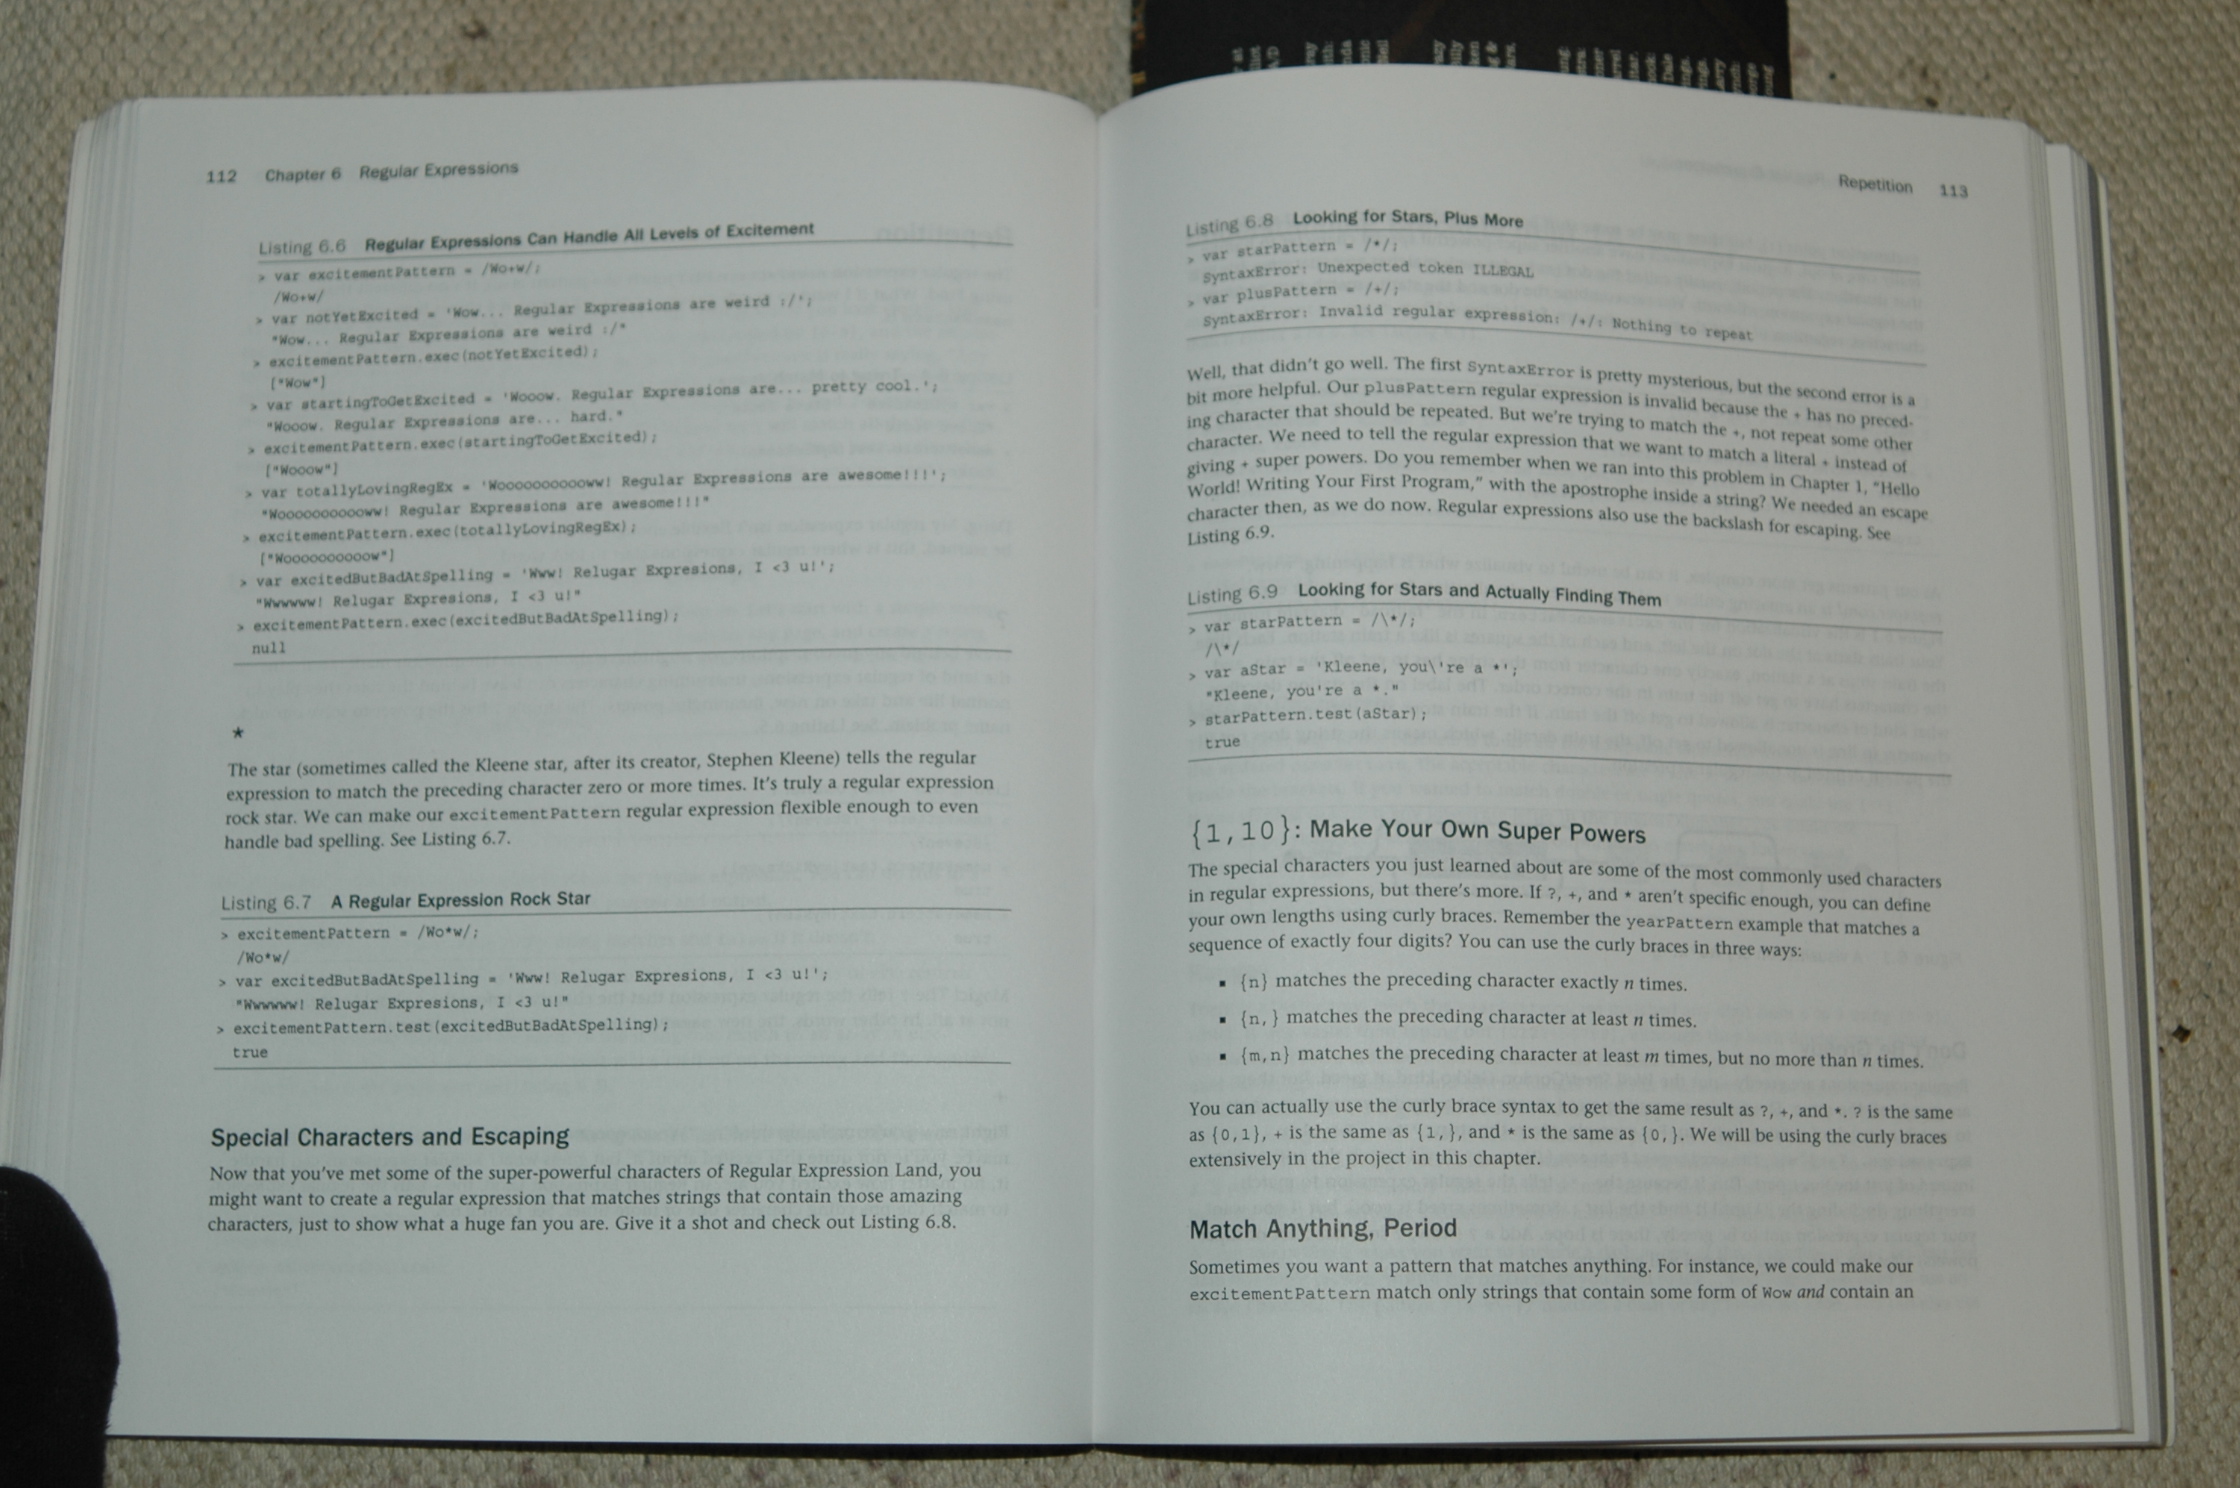 112 Chapter 6 Regular Expressions
Listing 6.6 Regular Expressions Can Handle All Levels of Excitement
> var excitementPattern = /Wo+w/;
/Wo+w/
> var notYetExcited = 'Wow... Regular Expressions are weird :/';
"Wow... Regular Expressions are weird :/"
> excitementPattern.exec(notYetExcited);
["Wow"]
> var startingToGetExcited = 'Wooow. Regular Expressions are... pretty cool.';
"Wooow. Regular Expressions are... hard."
> excitementPattern.exec(startingToGetExcited);
["Wooow"]
> var totallyLovingRegEx = 'Wooooooooow! Regular Expressions are awesome!!!';
"Wooooooooow! Regular Expressions are awesome!!!"
> excitementPattern.exec(totallyLovingRegEx);
["Wooooooooow"]
> var excitedButBadAtSpelling = 'Www! Relugar Expresions, I <3 u!';
"Wwwww! Relugar Expresions, I <3 u!"
> excitementPattern.exec(excitedButBadAtSpelling);
null
*
The star (sometimes called the Kleene star, after its creator, Stephen Kleene) tells the regular
expression to match the preceding character zero or more times. It's truly a regular expression
rock star. We can make our excitementPattern regular expression flexible enough to even
handle bad spelling. See Listing 6.7.
Listing 6.7 A Regular Expression Rock Star
> excitementPattern = /Wo*w/;
/Wo*w/
> var excitedButBadAtSpelling = 'Www! Relugar Expresions, I <3 u!';
"Wwwww! Relugar Expresions, I <3 u!"
> excitementPattern.test(excitedButBadAtSpelling);
true
Special Characters and Escaping
Now that you've met some of the super-powerful characters of Regular Expression Land, you
might want to create a regular expression that matches strings that contain those amazing
characters, just to show what a huge fan you are. Give it a shot and check out Listing 6.8.
Repetition 113
Listing 6.8 Looking for Stars, Plus More
> var starPattern = /*/;
SyntaxError: Unexpected token ILLEGAL
> var plusPattern = /+/;
SyntaxError: Invalid regular expression: /+/: Nothing to repeat
Well, that didn't go well. The first SyntaxError is pretty mysterious, but the second error is a
bit more helpful. Our plusPattern regular expression is invalid because the + has no preced-
ing character that should be repeated. But we're trying to match the +, not repeat some other
character. We need to tell the regular expression that we want to match a literal + instead of
giving + super powers. Do you remember when we ran into this problem in Chapter 1, "Hello
World! Writing Your First Program," with the apostrophe inside a string? We needed an escape
character then, as we do now. Regular expressions also use the backslash for escaping. See
Listing 6.9.
Listing 6.9 Looking for Stars and Actually Finding Them
> var starPattern = /\*/;
/\*/
> var aStar = 'Kleene, you\'re a *';
"Kleene, you're a *."
> starPattern.test(aStar);
true
{1,10}: Make Your Own Super Powers
The special characters you just learned about are some of the most commonly used characters
in regular expressions, but there's more. If ?, +, and * aren't specific enough, you can define
your own lengths using curly braces. Remember the yearPattern example that matches a
sequence of exactly four digits? You can use the curly braces in three ways:
▪ {n} matches the preceding character exactly n times.
▪ {n,} matches the preceding character at least n times.
▪ {m,n} matches the preceding character at least m times, but no more than n times.
You can actually use the curly brace syntax to get the same result as ?, +, and *. ? is the same
as {0,1}, + is the same as {1,}, and * is the same as {0,}. We will be using the curly braces
extensively in the project in this chapter.
Match Anything, Period
Sometimes you want a pattern that matches anything. For instance, we could make our
excitementPattern match only strings that contain some form of Wow and contain an